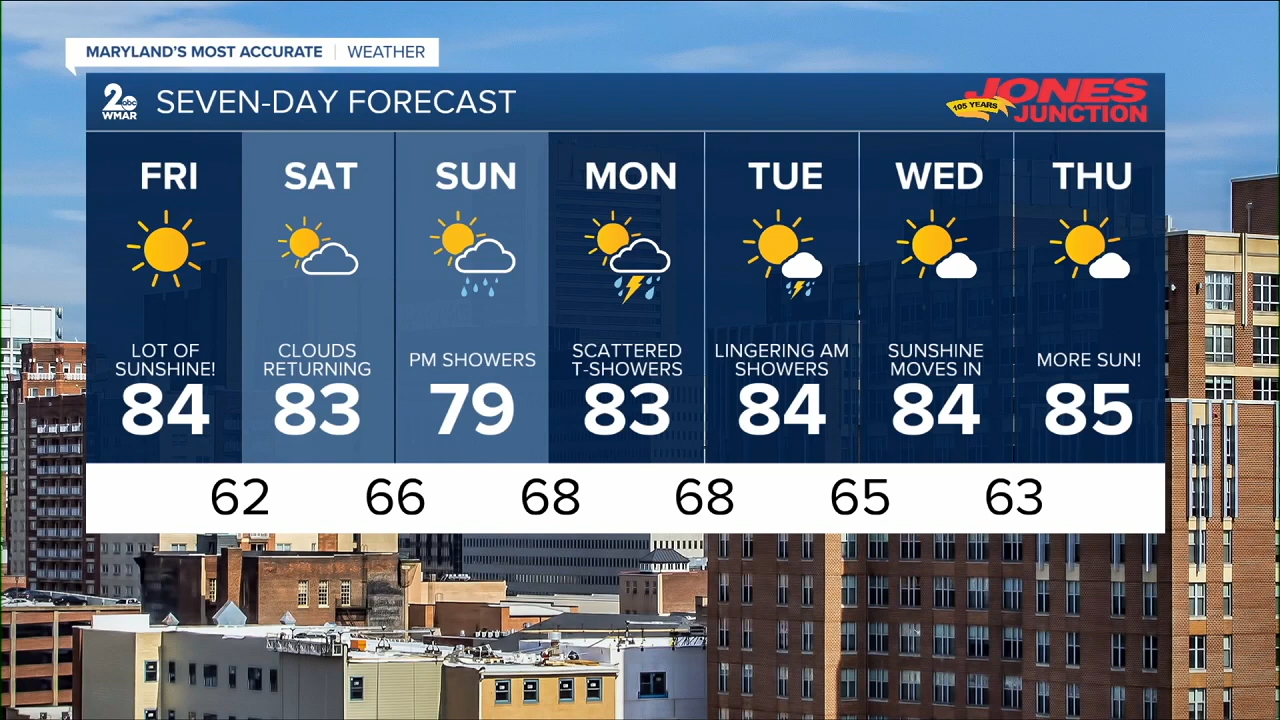 MARYLAND'S MOST ACCURATE | WEATHER
2 abc
WMAR
SEVEN-DAY FORECAST
105 YEARS
JONES
JUNCTION
FRI SAT SUN MON TUE WED THU
LOT OF
SUNSHINE!
84
CLOUDS
RETURNING
83
PM SHOWERS
79
SCATTERED
T-SHOWERS
83
LINGERING AM
SHOWERS
84
SUNSHINE
MOVES IN
84
MORE SUN!
85
62 66 68 68 65 63